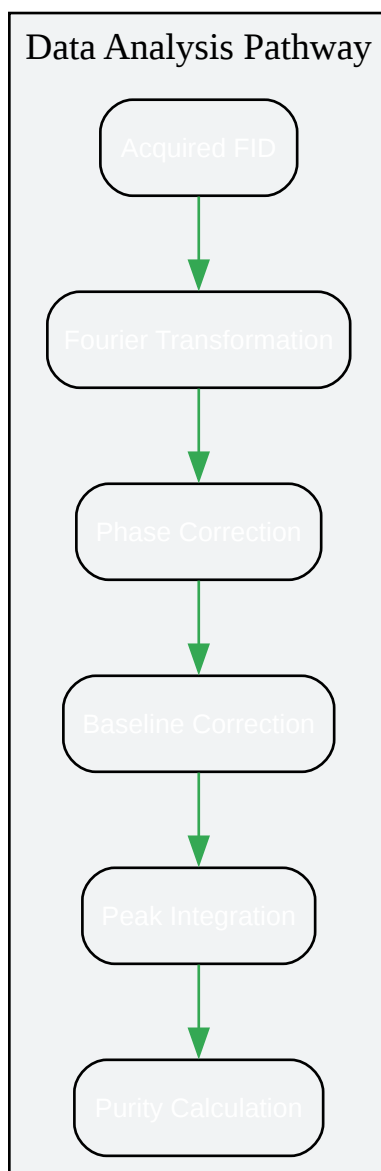 Data Analysis Pathway
Acquired FID
Fourier Transformation
Phase Correction
Baseline Correction
Peak Integration
Purity Calculation